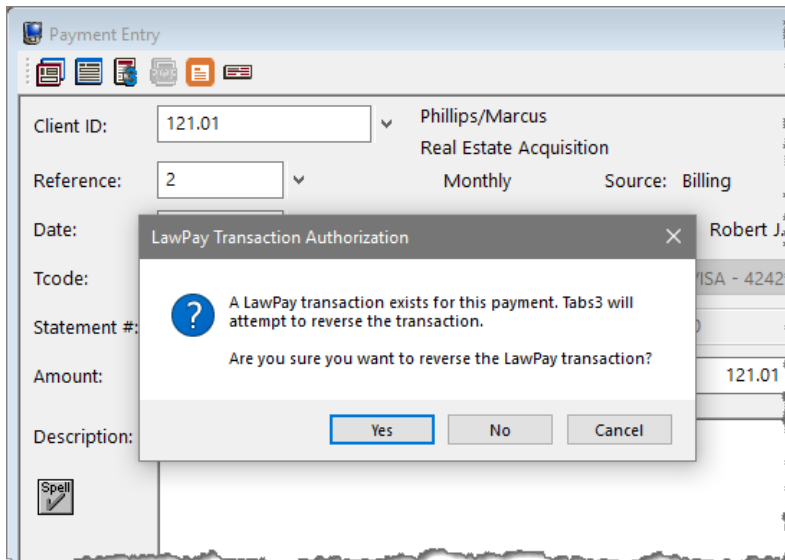 Payment Entry
Client ID: 121.01 Phillips/Marcus
Real Estate Acquisition
Reference: 2 Monthly Source: Billing
Date: Robert J.
LawPay Transaction Authorization
Tcode: VISA - 4242
A LawPay transaction exists for this payment. Tabs3 will
attempt to reverse the transaction.
Statement #:
Are you sure you want to reverse the LawPay transaction?
Amount: 121.01
Yes No Cancel
Description:
Spell